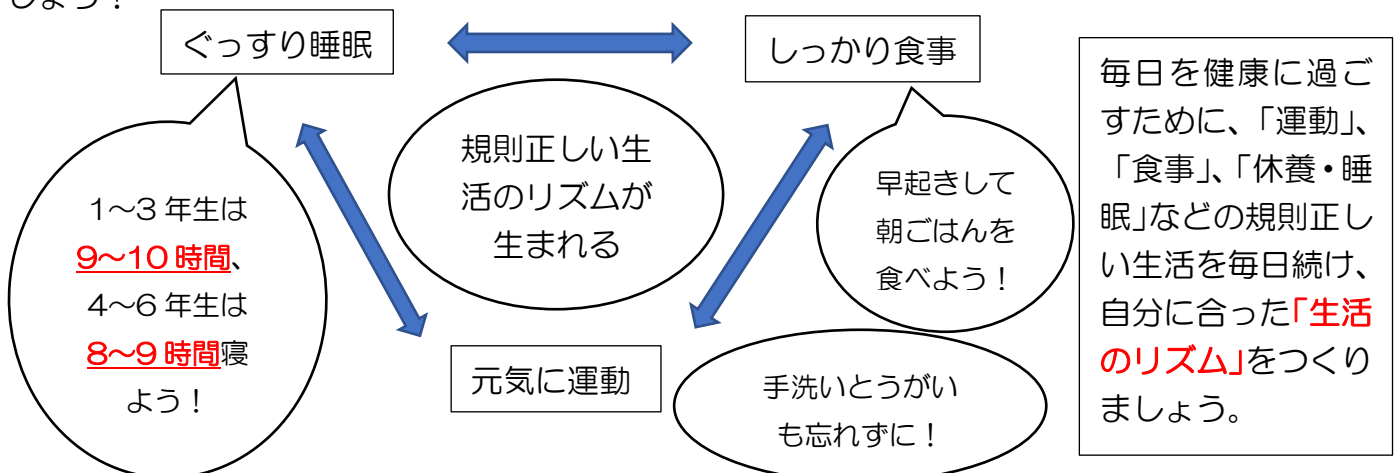 しょう！
ぐっすり睡眠
しっかり食事
規則正しい生
活のリズムが
生まれる
1～3 年生は
9～10 時間、
4～6 年生は
8～9 時間寝
よう！
早起きして
朝ごはんを
食べよう！
元気に運動
手洗いとうがい
も忘れずに！
毎日を健康に過ご
すために、「運動」、
「食事」、「休養・睡
眠」などの規則正し
い生活を毎日続け、
自分に合った「生活
のリズム」をつくり
ましょう。